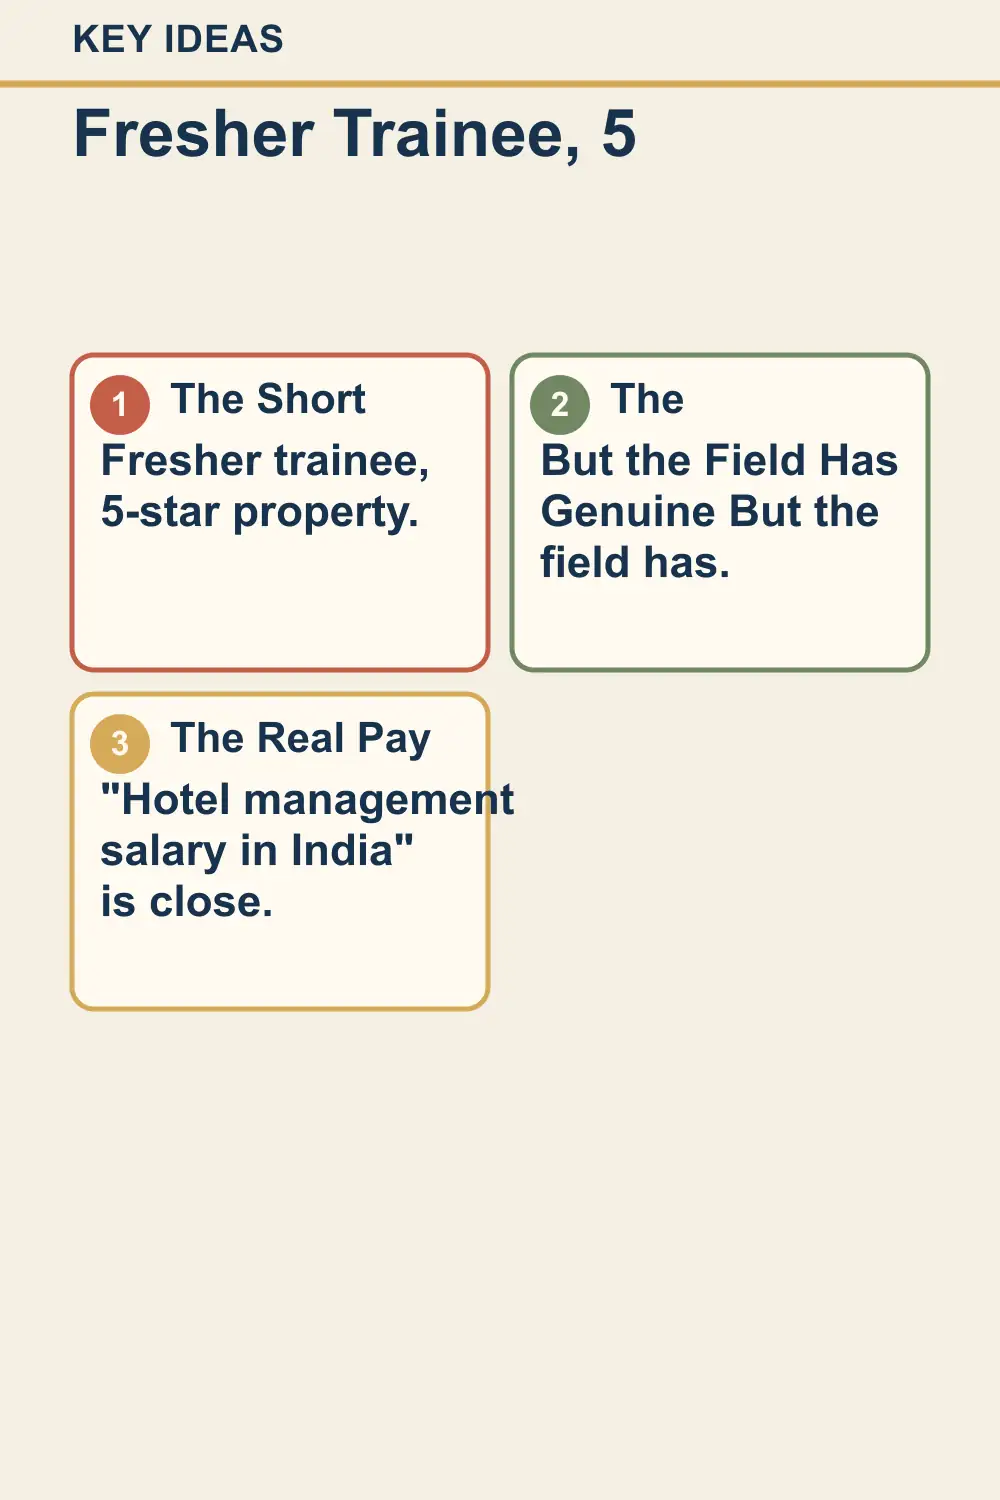 KEY IDEAS
Fresher Trainee, 5
1 The Short
Fresher trainee,
5-star property.
2 The
But the Field Has
Genuine But the
field has.
3 The Real Pay
"Hotel management
salary in India"
is close.